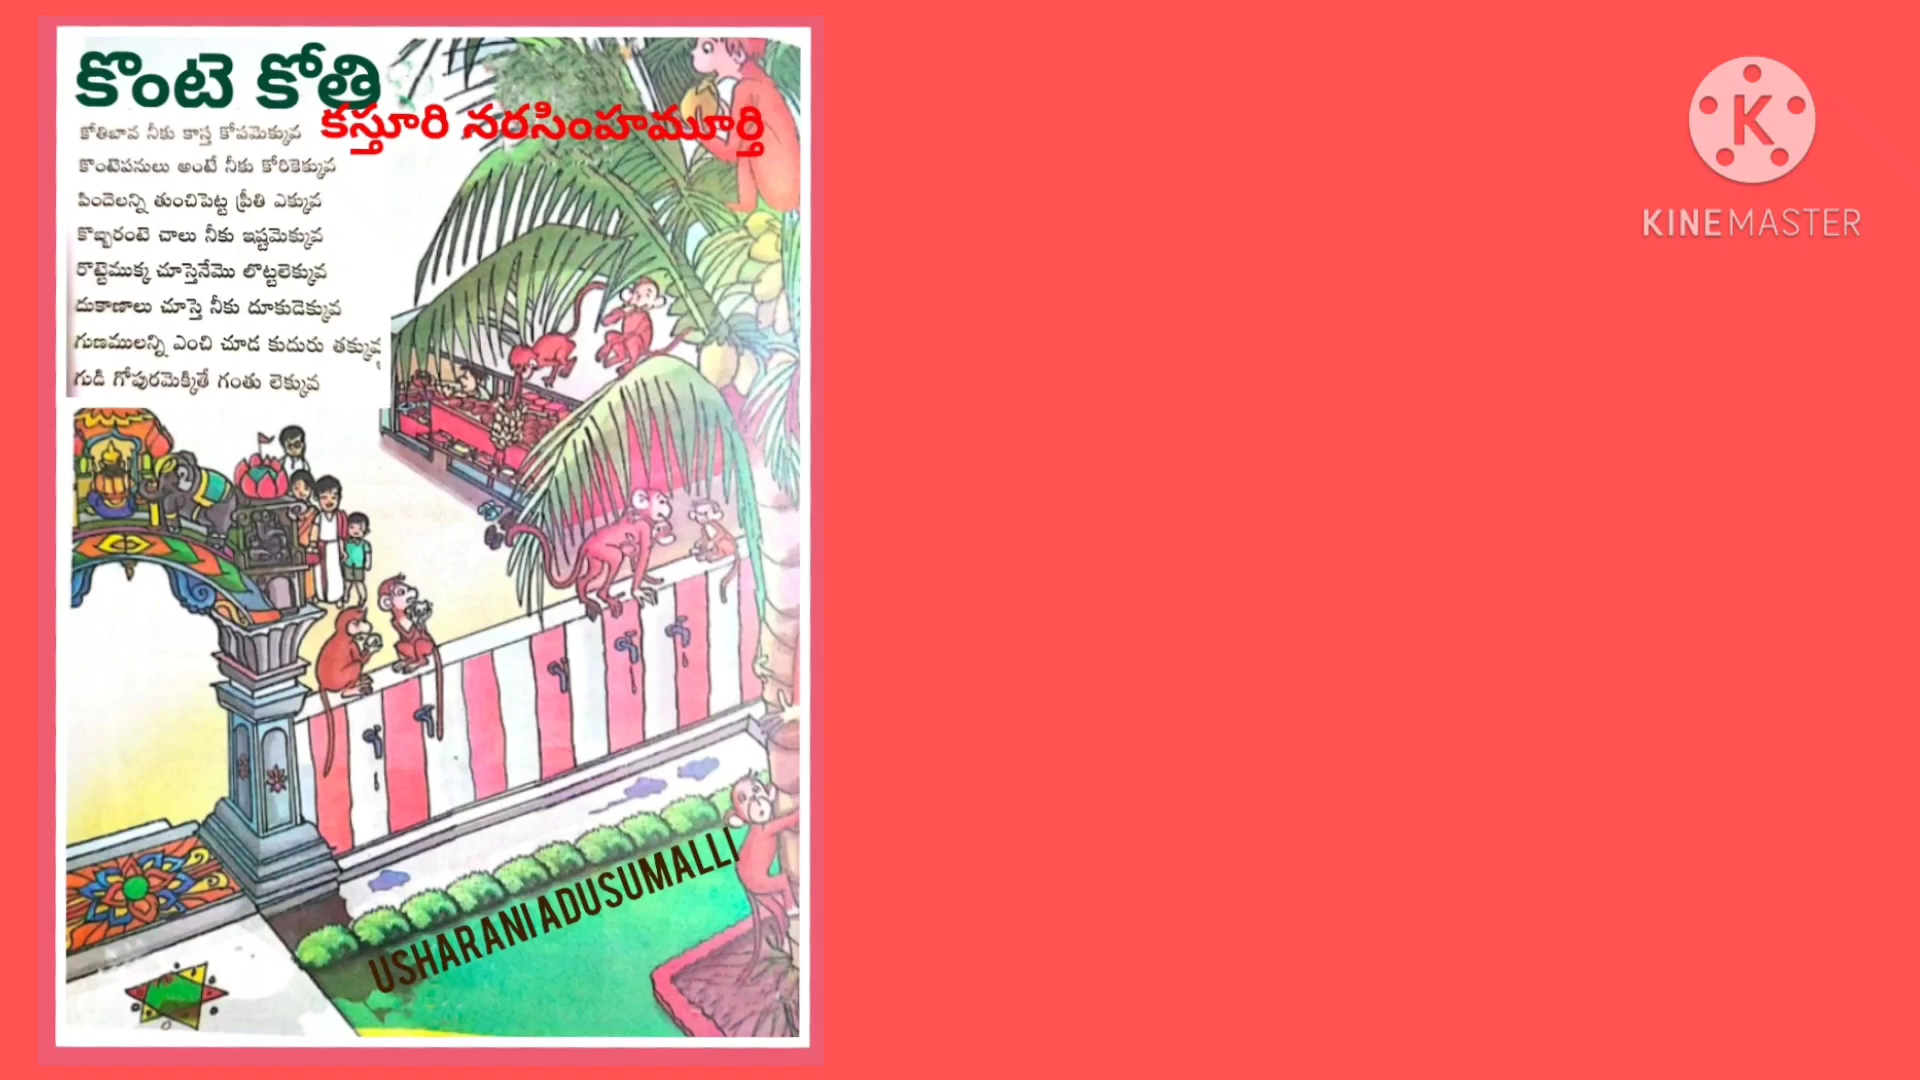 కొంటె కోతి
కస్తూరి నరసింహమూర్తి
కోతిబావ నీకు కాస్త కోపమెక్కువ
కొంటెపనులు అంటే నీకు కోరికెక్కువ
పిందెలన్ని తుంచిపెట్ట ప్రీతి ఎక్కువ
కొబ్బరంటె చాలు నీకు ఇష్టమెక్కువ
రొట్టెముక్క చూస్తేనేమొ లొట్టలెక్కువ
దుకాణాలు చూస్తె నీకు దూకుడెక్కువ
గుణములన్ని ఎంచి చూడ కుదురు తక్కువ
గుడి గోపురమెక్కితే గంతు లెక్కువ
USHARANI ADUSUMALLI
K
KINEMASTER